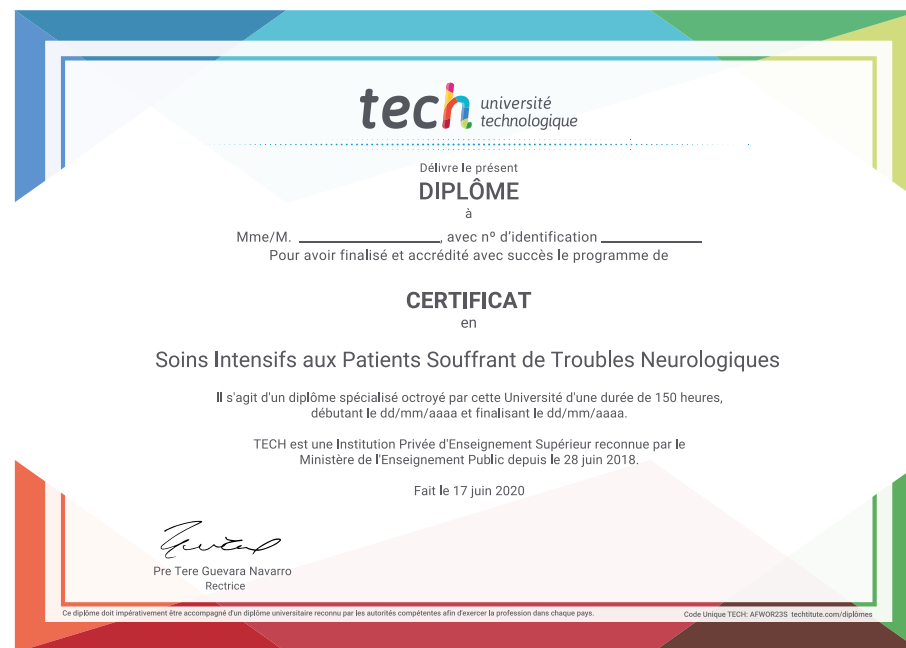 tech université
technologique
Délivre le présent
DIPLÔME
à
Mme/M. ____________________, avec nº d'identification ______________
Pour avoir finalisé et accrédité avec succès le programme de
CERTIFICAT
en
Soins Intensifs aux Patients Souffrant de Troubles Neurologiques
Il s'agit d'un diplôme spécialisé octroyé par cette Université d'une durée de 150 heures,
débutant le dd/mm/aaaa et finalisant le dd/mm/aaaa.
TECH est une Institution Privée d'Enseignement Supérieur reconnue par le
Ministère de l'Enseignement Public depuis le 28 juin 2018.
Fait le 17 juin 2020
Pre Tere Guevara Navarro
Rectrice
Ce diplôme doit impérativement être accompagné d'un diplôme universitaire reconnu par les autorités compétentes afin d'exercer la profession dans chaque pays.
Code Unique TECH: AFWOR23S techtitute.com/diplômes